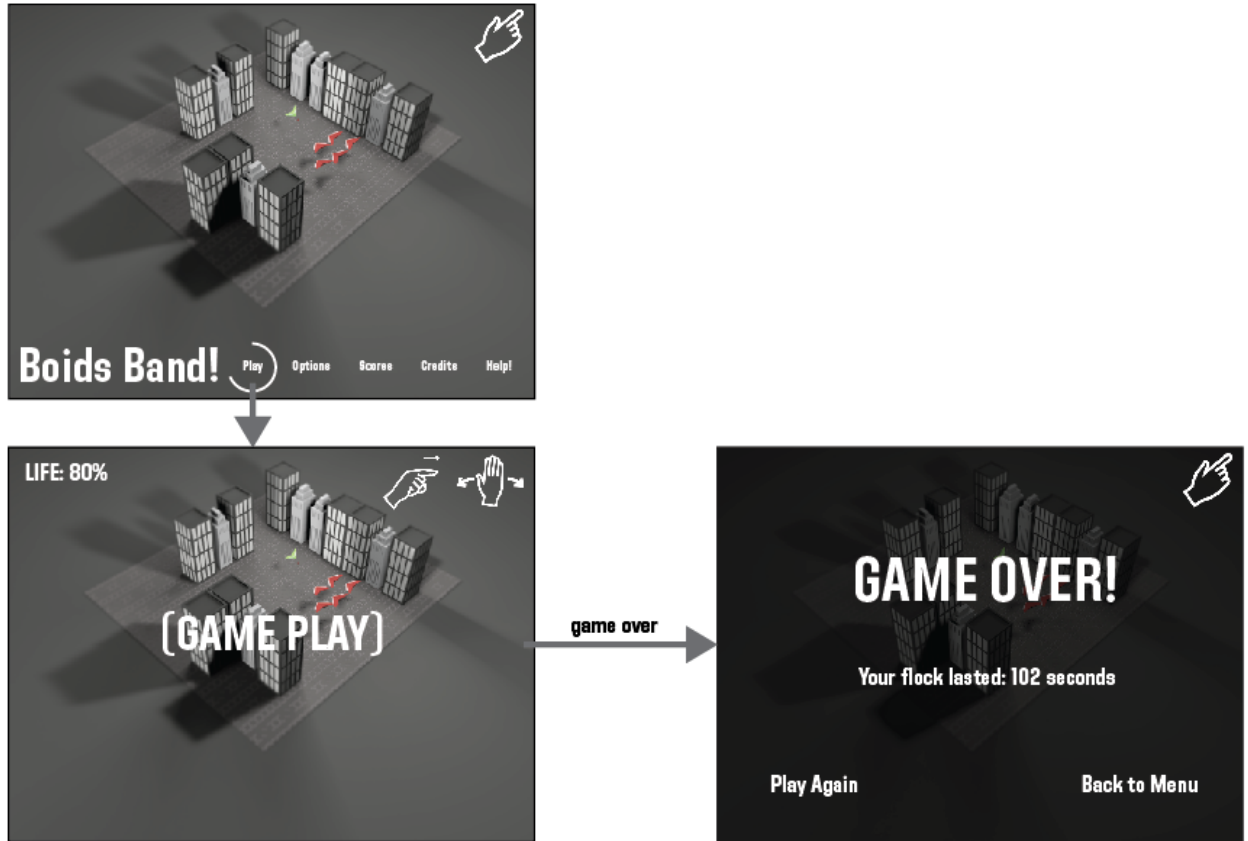 Boids Band!
Play
Options
Scores
Credits
Help!
LIFE: 80%
(GAME PLAY)
game over
GAME OVER!
Your flock lasted: 102 seconds
Play Again
Back to Menu